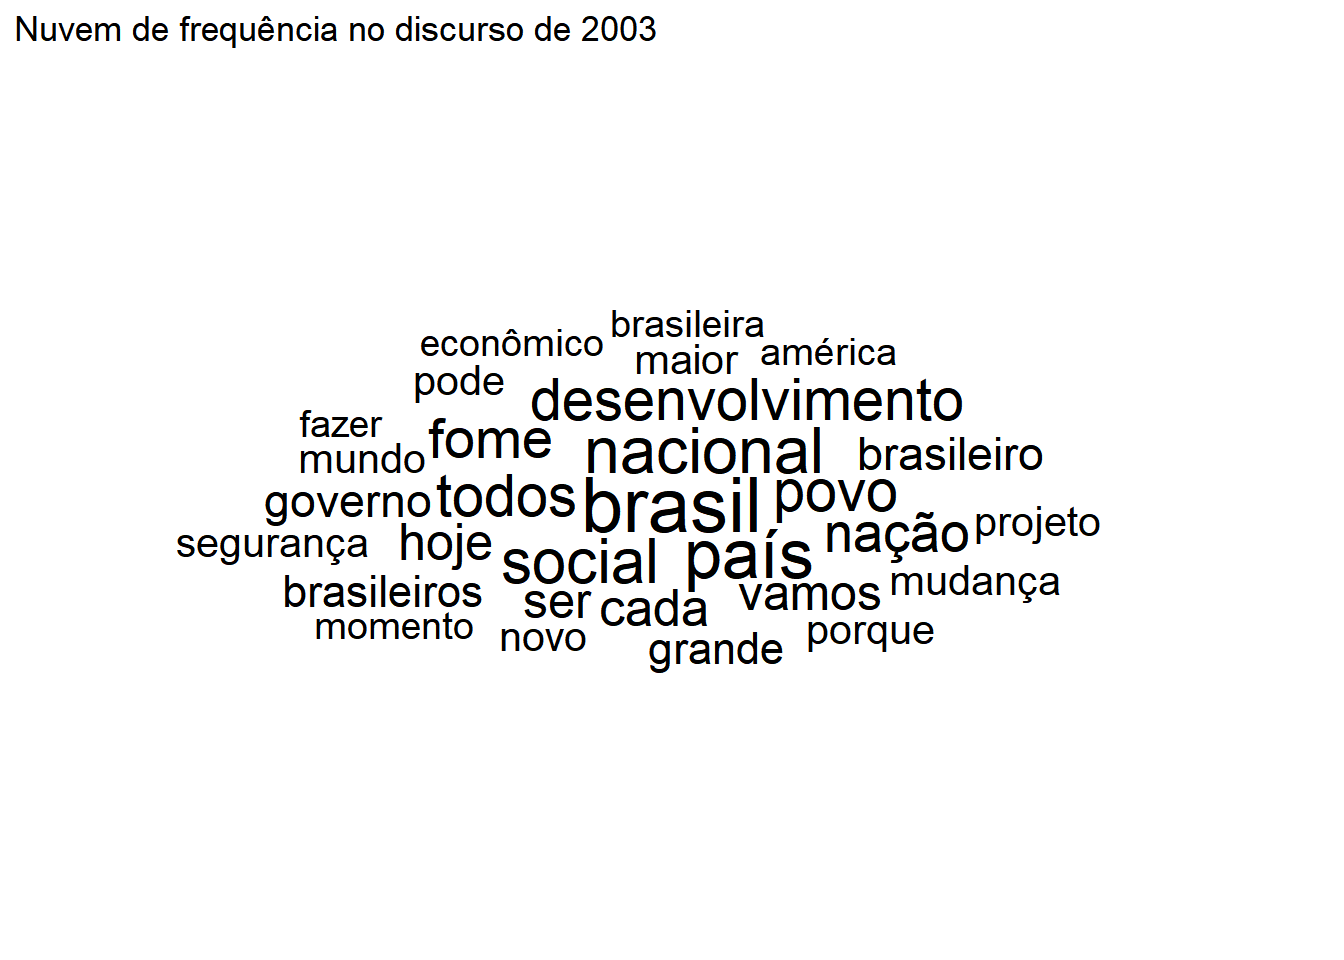 Nuvem de frequência no discurso de 2003
brasileira
econômico
maior
américa
pode
desenvolvimento
fazer
fome
nacional
brasileiro
mundo
governo
todos
brasil
povo
nação
projeto
segurança
hoje
social
país
brasileiros
ser
cada
vamos
mudança
momento
novo
grande
porque